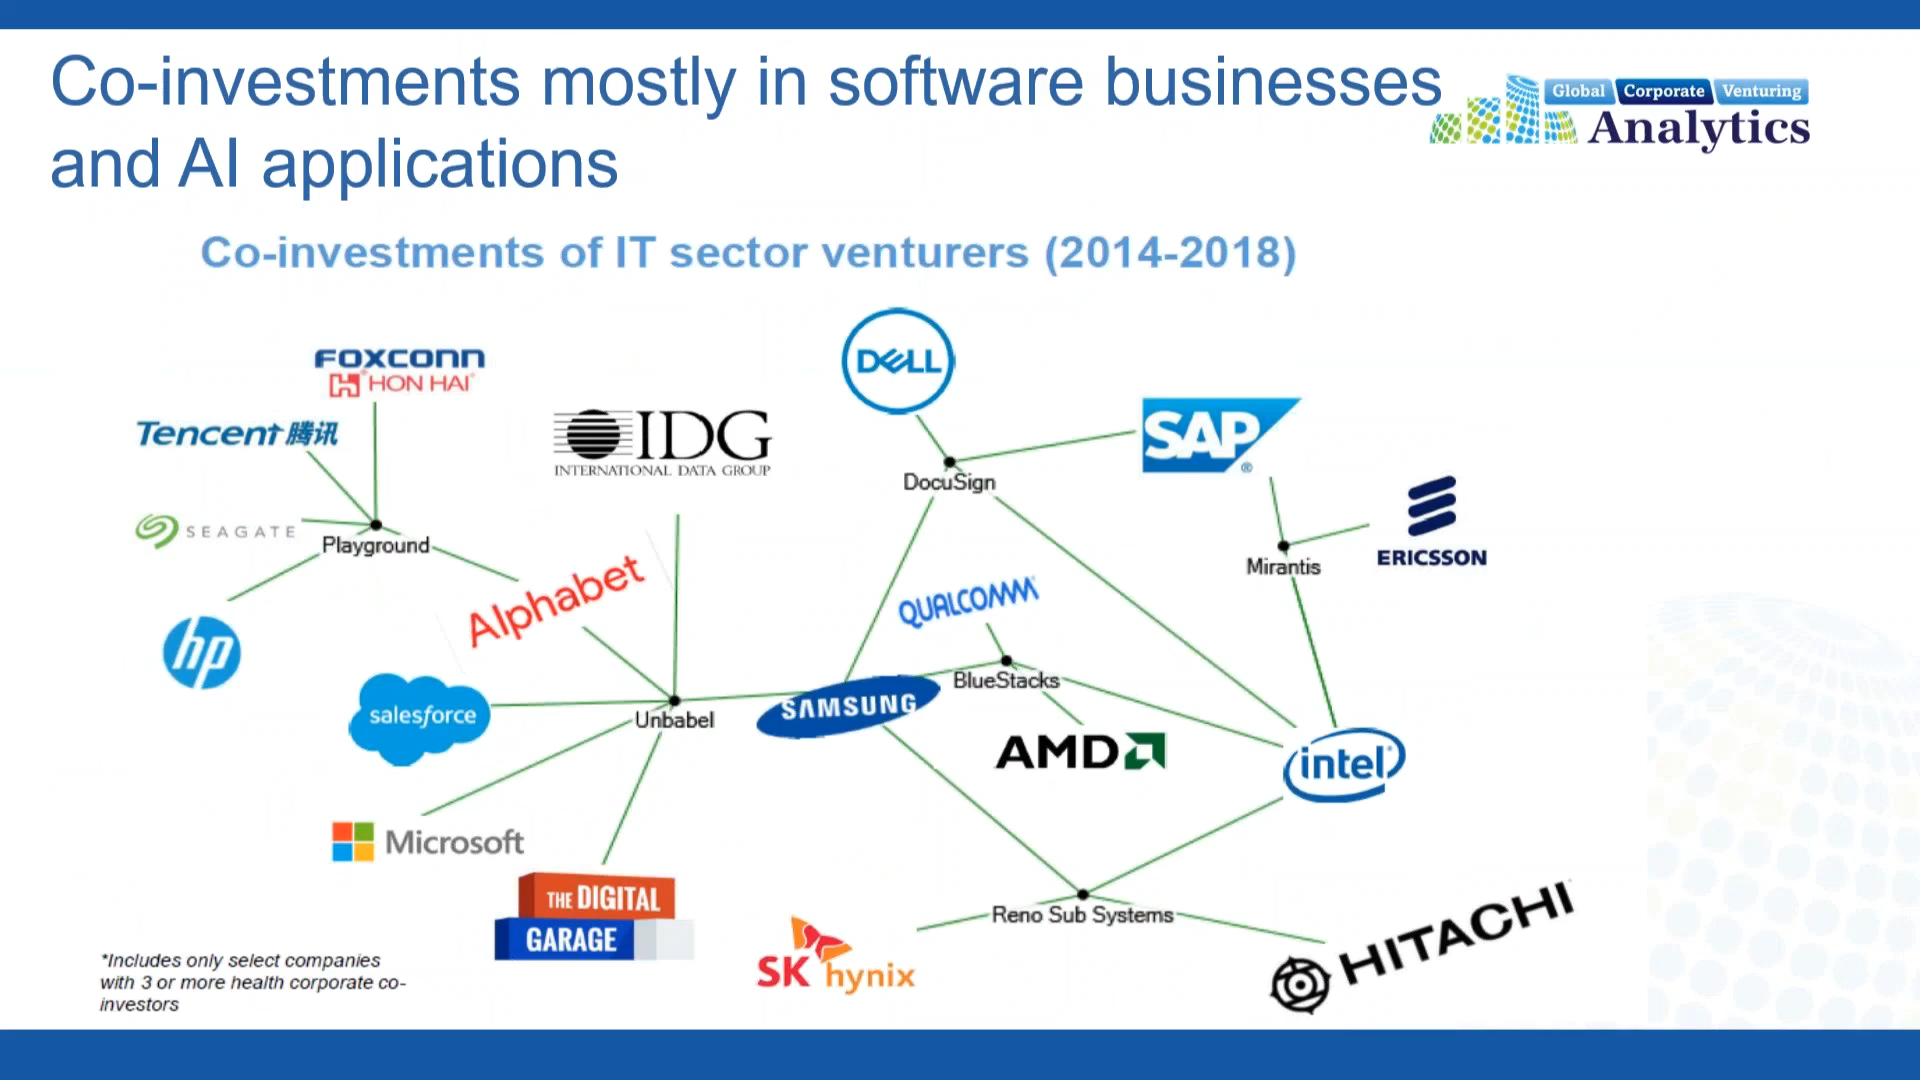 Co-investments mostly in software businesses
and AI applications
Global Corporate Venturing
Analytics
Co-investments of IT sector venturers (2014-2018)
FOXCONN
HON HAI
Tencent 腾讯
IDG
INTERNATIONAL DATA GROUP
DELL
SAP
®
DocuSign
SEAGATE
Playground
ERICSSON
Mirantis
Alphabet
QUALCOMM
hp
BlueStacks
salesforce
Unbabel
SAMSUNG
AMD
intel
Microsoft
THE DIGITAL
GARAGE
Reno Sub Systems
SK hynix
HITACHI
*Includes only select companies
with 3 or more health corporate co-
investors